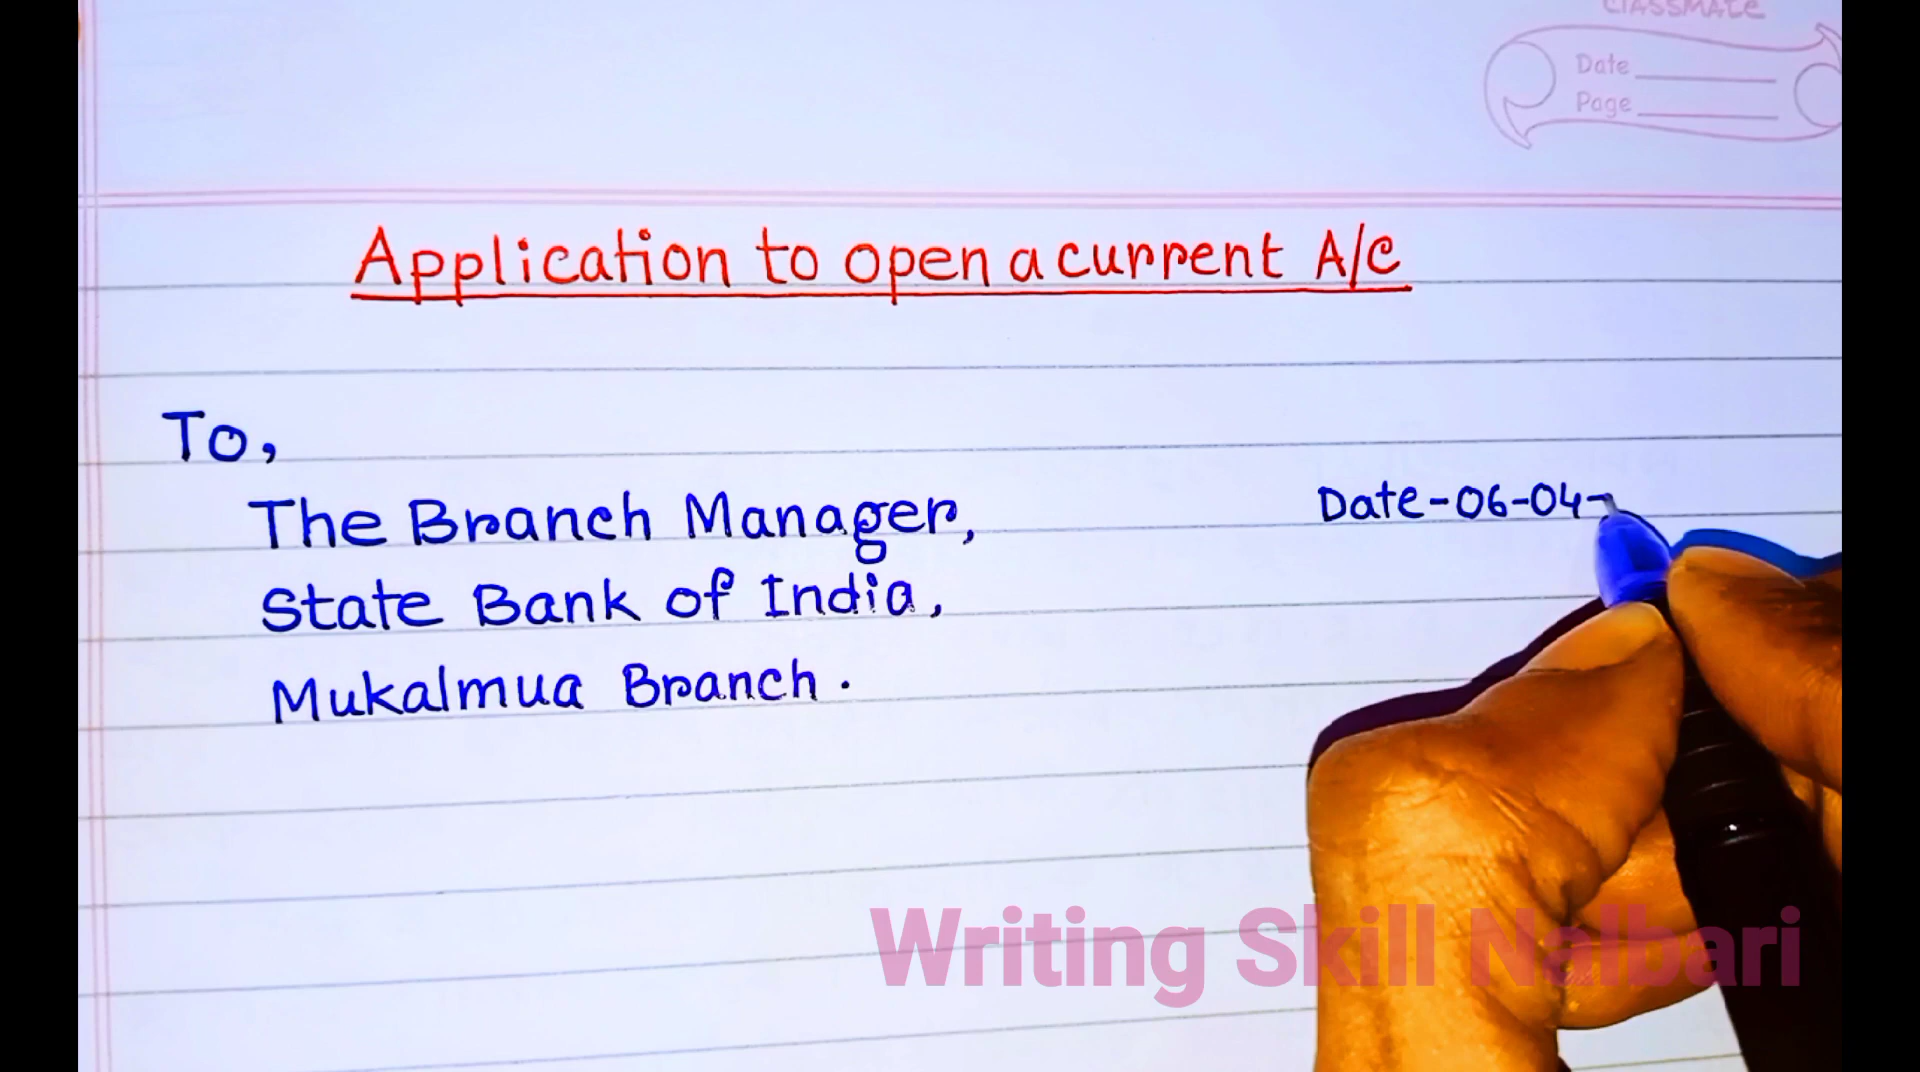 classmate
Date
Page
Application to open a current A/C
To,
The Branch Manager,
Date-06-04-
State Bank of India,
Mukalmua Branch.
Writing Skill Nalbari